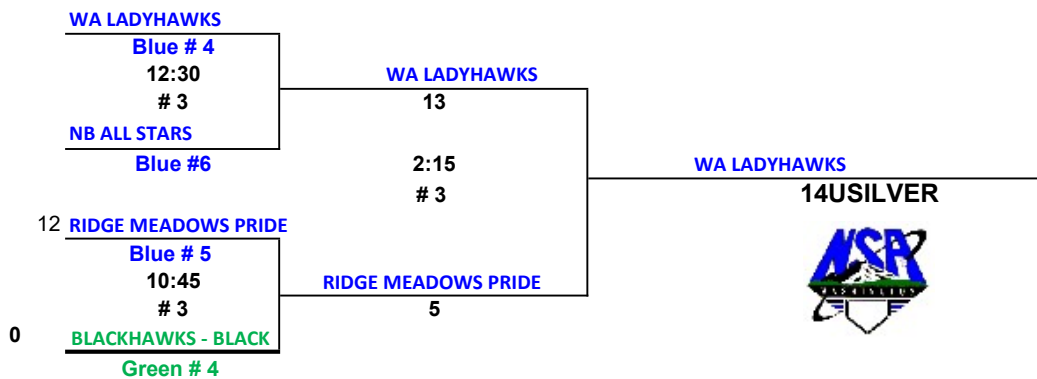 WA LADYHAWKS
Blue # 4
12:30
# 3
NB ALL STARS
Blue #6
12 RIDGE MEADOWS PRIDE
Blue # 5
10:45
# 3
0 BLACKHAWKS - BLACK
Green # 4
WA LADYHAWKS
13
2:15
# 3
RIDGE MEADOWS PRIDE
5
WA LADYHAWKS
14USILVER
NSA
WASHINGTON